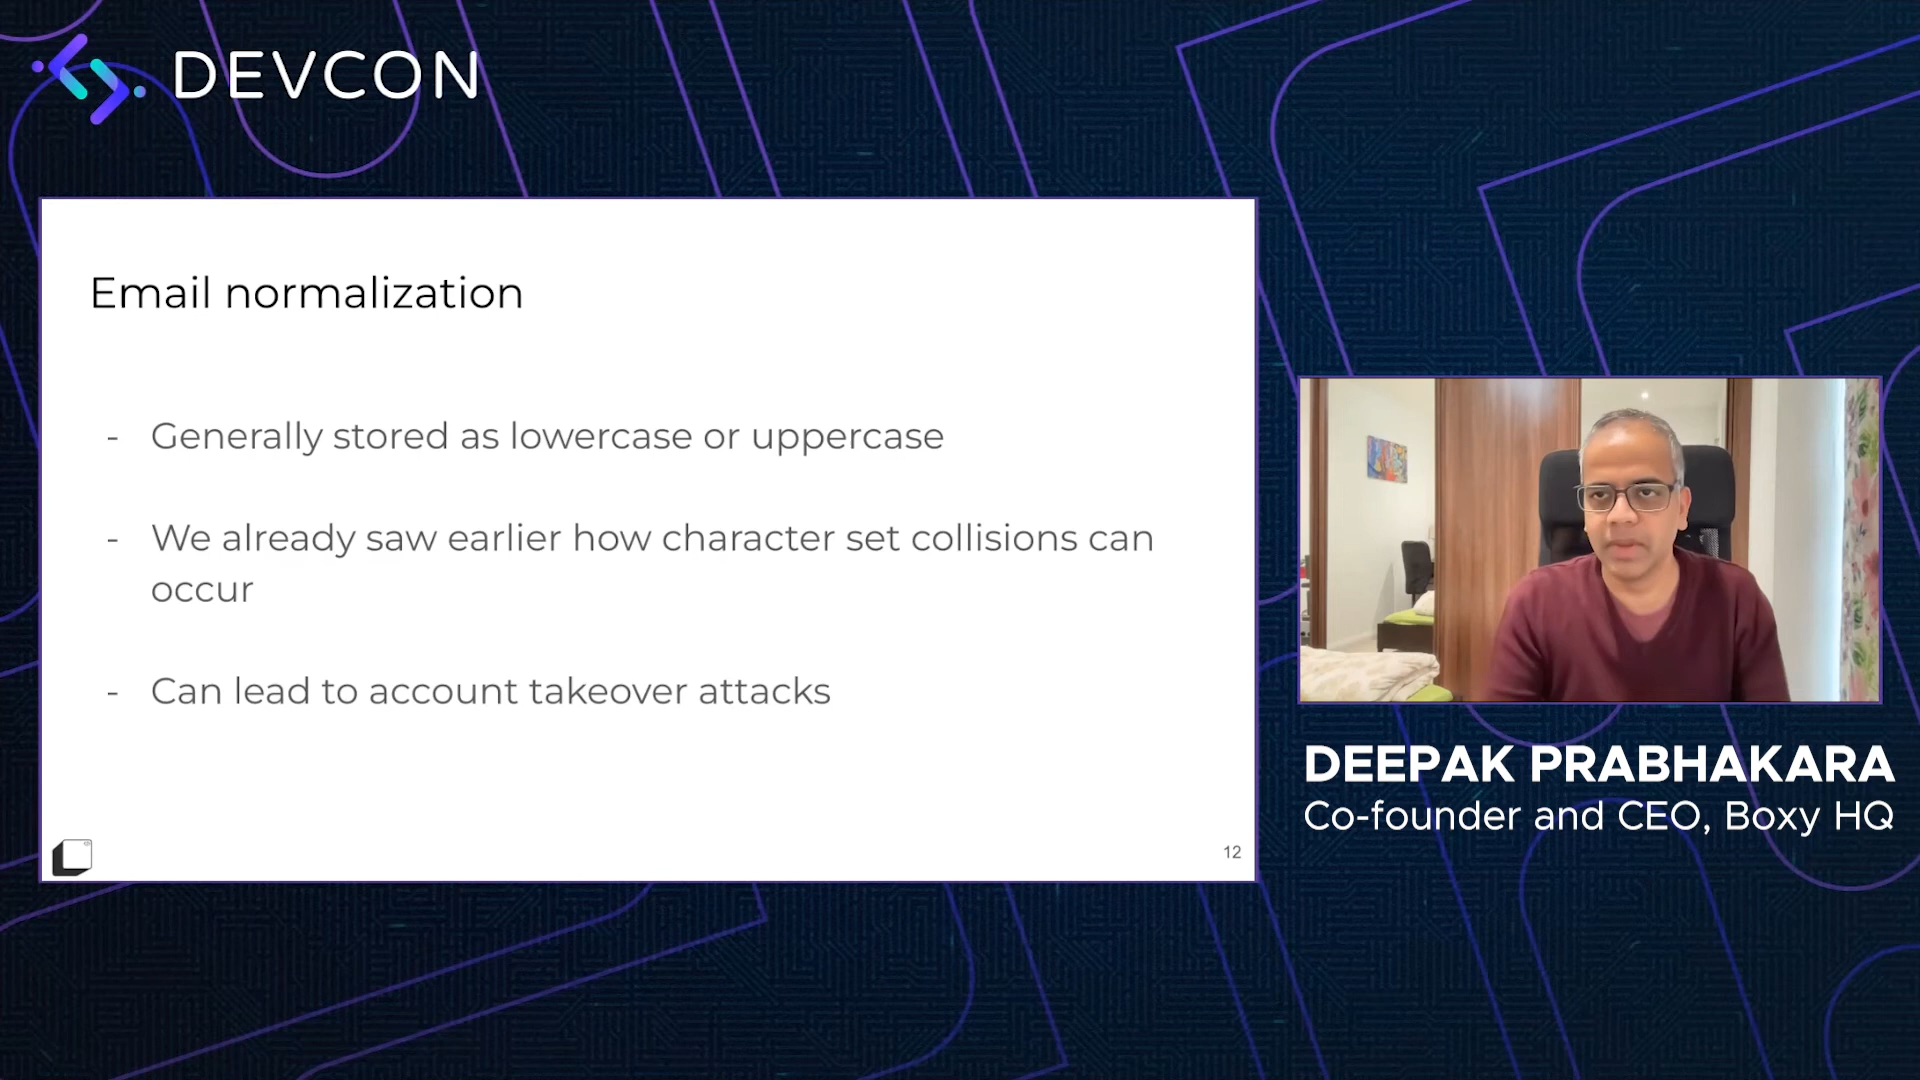 DEVCON
Email normalization
- Generally stored as lowercase or uppercase
- We already saw earlier how character set collisions can
occur
- Can lead to account takeover attacks
12
DEEPAK PRABHAKARA
Co-founder and CEO, Boxy HQ